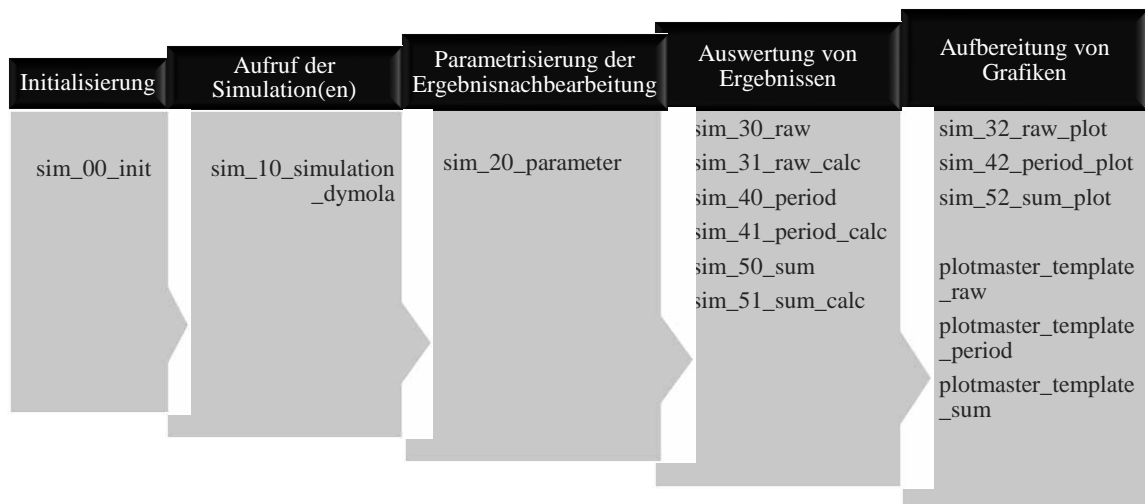 Initialisierung
sim_00_init
Aufruf der
Simulation(en)
sim_10_simulation
_dymola
Parametrisierung der
Ergebnisnachbearbeitung
sim_20_parameter
Auswertung von
Ergebnissen
sim_30_raw
sim_31_raw_calc
sim_40_period
sim_41_period_calc
sim_50_sum
sim_51_sum_calc
Aufbereitung von
Grafiken
sim_32_raw_plot
sim_42_period_plot
sim_52_sum_plot
plotmaster_template
_raw
plotmaster_template
_period
plotmaster_template
_sum